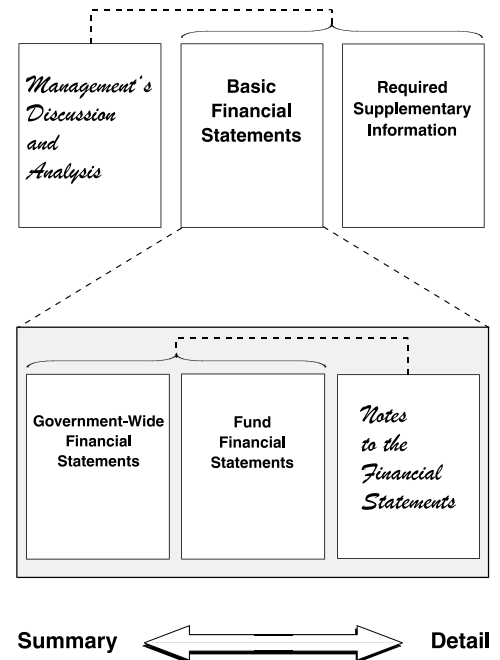 Management's
Discussion
and
Analysis
Basic
Financial
Statements
Required
Supplementary
Information
Government-Wide
Financial
Statements
Fund
Financial
Statements
Notes
to the
Financial
Statements
Summary
Detail